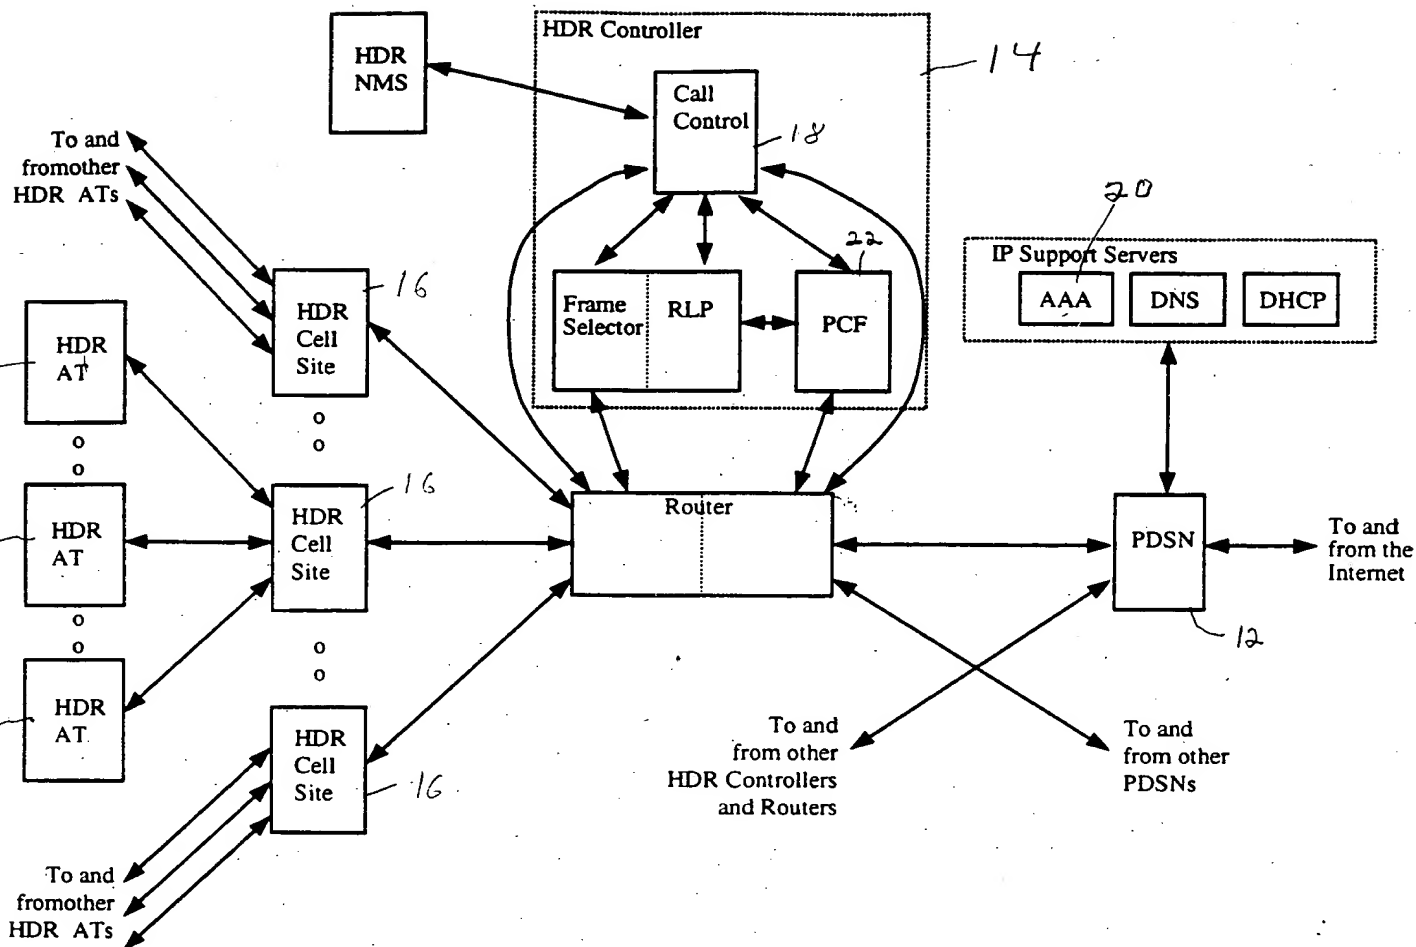 HDR Controller
14
HDR
NMS
Call
Control
18
To and
fromother
HDR ATs
20
22
IP Support Servers
AAA
DNS
DHCP
HDR
Cell
Site
16
Frame
Selector
RLP
PCF
HDR
AT
o
o
o
o
HDR
AT
HDR
Cell
Site
16
Router
PDSN
To and
from the
Internet
12
o
o
o
o
HDR
AT
HDR
Cell
Site
16
To and
from other
HDR Controllers
and Routers
To and
from other
PDSNs
To and
fromother
HDR ATs